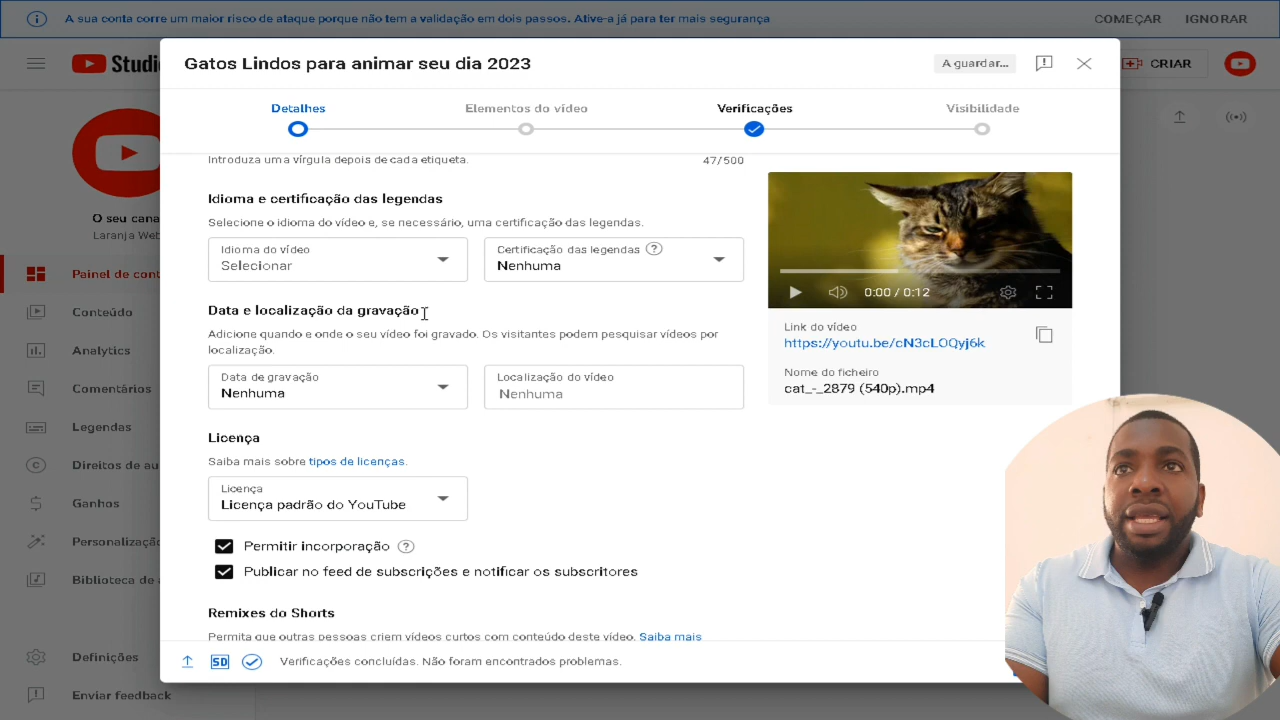 A sua conta corre um maior risco de ataque porque não tem a validação em dois passos. Ative-a já para ter mais segurança
COMEÇAR
IGNORAR
Studi
CRIAR
Gatos Lindos para animar seu dia 2023
A guardar...
Detalhes
Elementos do vídeo
Verificações
Visibilidade
Introduza uma vírgula depois de cada etiqueta.
47/500
Idioma e certificação das legendas
Selecione o idioma do vídeo e, se necessário, uma certificação das legendas.
Idioma do vídeo
Selecionar
Certificação das legendas
Nenhuma
Data e localização da gravação
Adicione quando e onde o seu vídeo foi gravado. Os visitantes podem pesquisar vídeos por
localização.
Data de gravação
Nenhuma
Localização do vídeo
Nenhuma
Licença
Saiba mais sobre tipos de licenças.
Licença
Licença padrão do YouTube
Permitir incorporação
Publicar no feed de subscrições e notificar os subscritores
Remixes do Shorts
Permita que outras pessoas criem vídeos curtos com conteúdo deste vídeo. Saiba mais
SD
Verificações concluídas. Não foram encontrados problemas.
0:00 / 0:12
Link do vídeo
https://youtu.be/cN3cLOQyj6k
Nome do ficheiro
cat_-_2879 (540p).mp4
O seu cana
Laranja Web
Painel de cont
Conteúdo
Analytics
Comentários
Legendas
Direitos de au
Ganhos
Personalização
Biblioteca de a
Definições
Enviar feedback